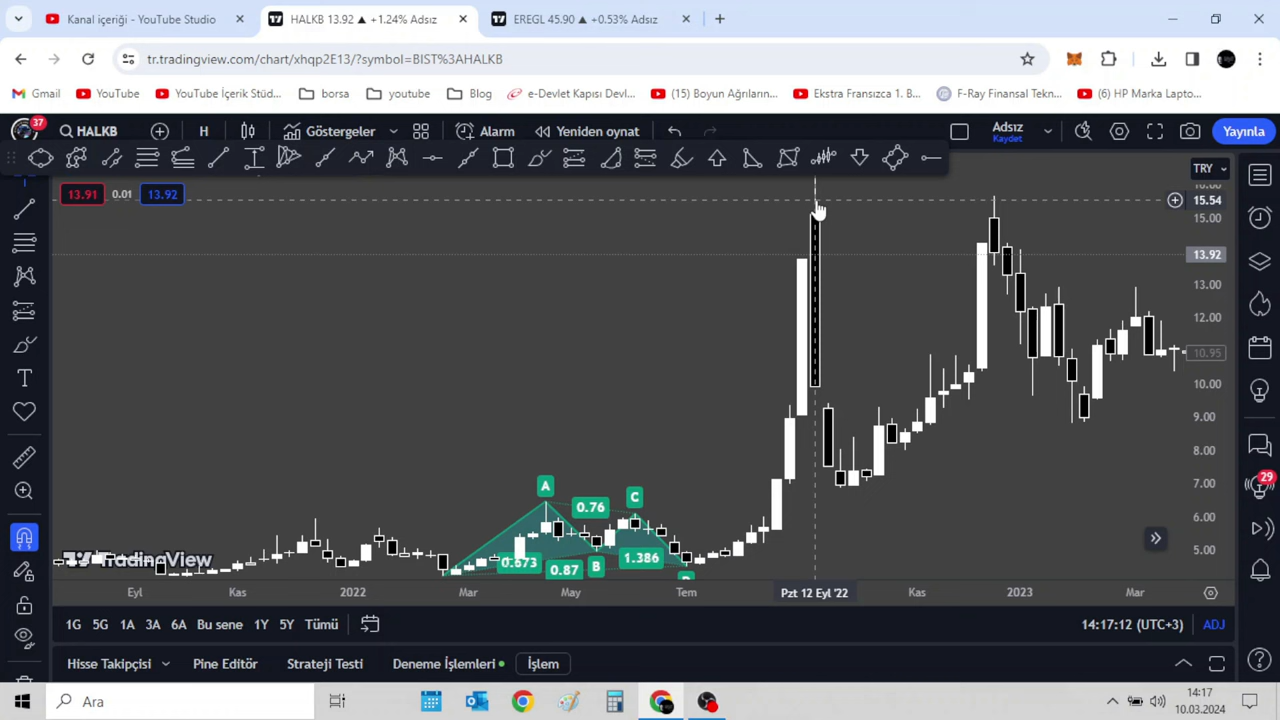 Kanal içeriği - YouTube Studio
HALKB 13.92 ▲ +1.24% Adsız
EREGL 45.90 ▲ +0.53% Adsız
tr.tradingview.com/chart/xhqp2E13/?symbol=BIST%3AHALKB
Gmail
YouTube
YouTube İçerik Stüd...
borsa
youtube
Blog
e-Devlet Kapısı Devl...
(15) Boyun Ağrıların...
Ekstra Fransızca 1. B...
F-Ray Finansal Tekn...
(6) HP Marka Lapto...
37
HALKB
H
Göstergeler
Alarm
Yeniden oynat
Adsız
Kaydet
Yayınla
TRY
13.91
0.01
13.92
16.00
15.54
15.00
13.92
13.00
12.00
10.95
10.00
9.00
8.00
7.00
6.00
5.00
A
0.76
C
0.673
0.87
B
1.386
TradingView
29
Eyl
Kas
2022
Mar
May
Tem
Pzt 12 Eyl '22
Kas
2023
Mar
1G 5G 1A 3A 6A Bu sene 1Y 5Y Tümü
14:17:12 (UTC+3)
ADJ
Hisse Takipçisi
Pine Editör
Strateji Testi
Deneme İşlemleri
İşlem
Ara
14:17
10.03.2024